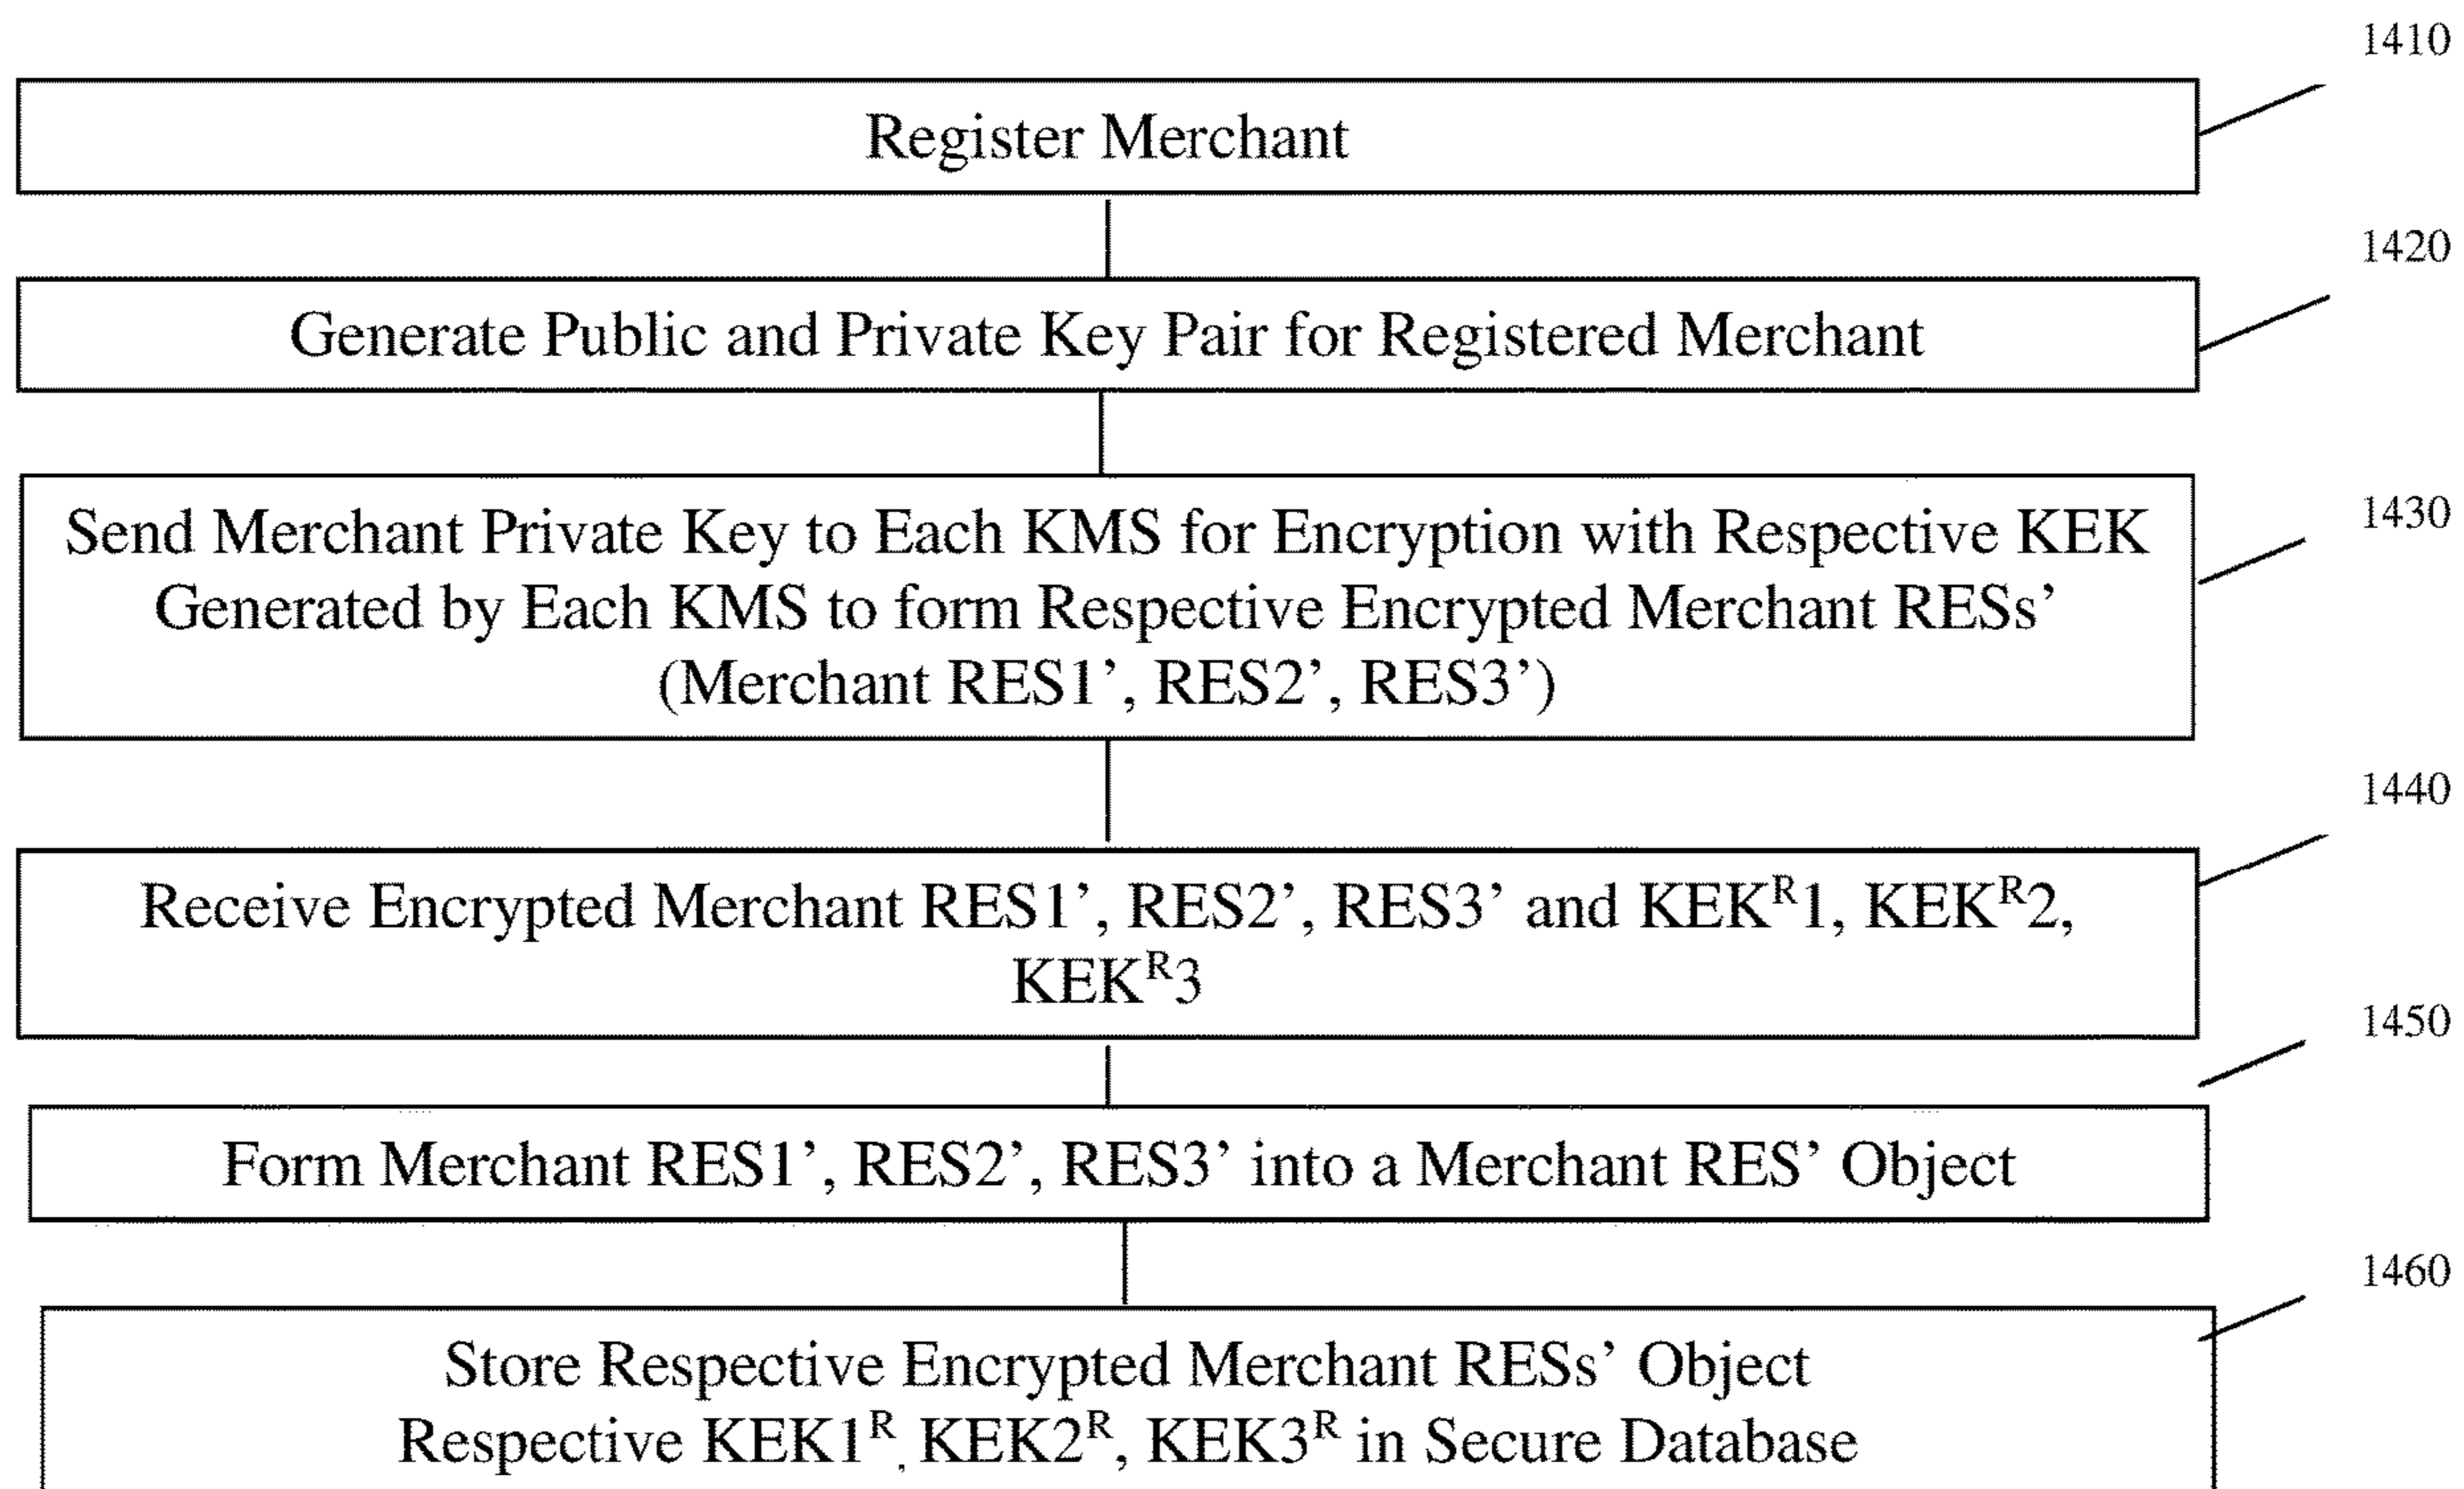 1410
Register Merchant
1420
Generate Public and Private Key Pair for Registered Merchant
1430
Send Merchant Private Key to Each KMS for Encryption with Respective KEK
Generated by Each KMS to form Respective Encrypted Merchant RESs’
(Merchant RES1’, RES2’, RES3’)
1440
Receive Encrypted Merchant RES1’, RES2’, RES3’ and KEKᴿ1, KEKᴿ2,
KEKᴿ3
1450
Form Merchant RES1’, RES2’, RES3’ into a Merchant RES’ Object
1460
Store Respective Encrypted Merchant RESs’ Object
Respective KEK1ᴿ, KEK2ᴿ, KEK3ᴿ in Secure Database